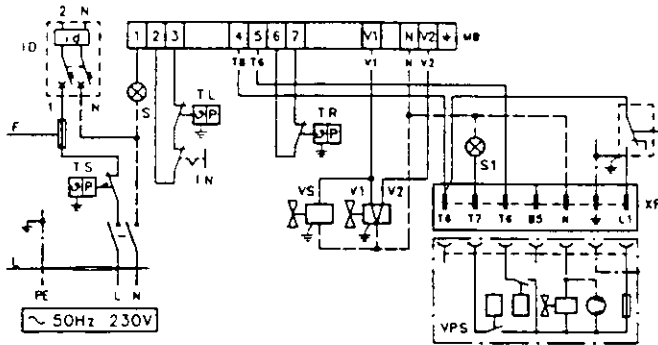 2 N
ID
id
1 2 3 4 5 6 7 V1 N V2 MB
T8 T6 V1 N V2
1 N
S
F
TL
P
TR
P
IN
TS
P
S1
VS V1 V2
XP
T8 T7 T6 B5 N L1
L
PE L N
VPS
~ 50Hz 230V